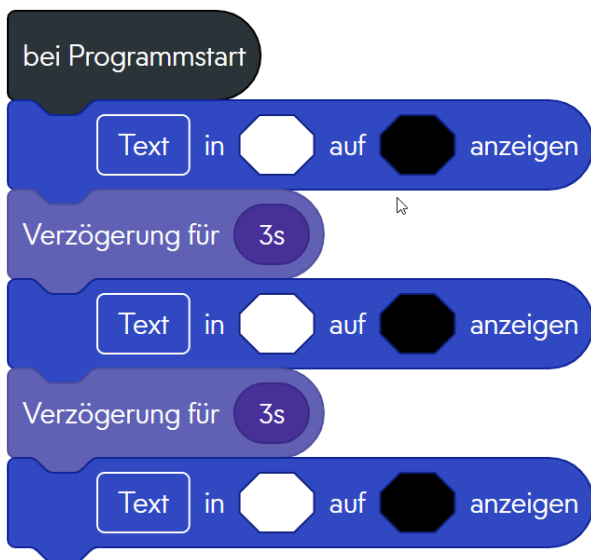 bei Programmstart
Text in auf anzeigen
Verzögerung für 3s
Text in auf anzeigen
Verzögerung für 3s
Text in auf anzeigen